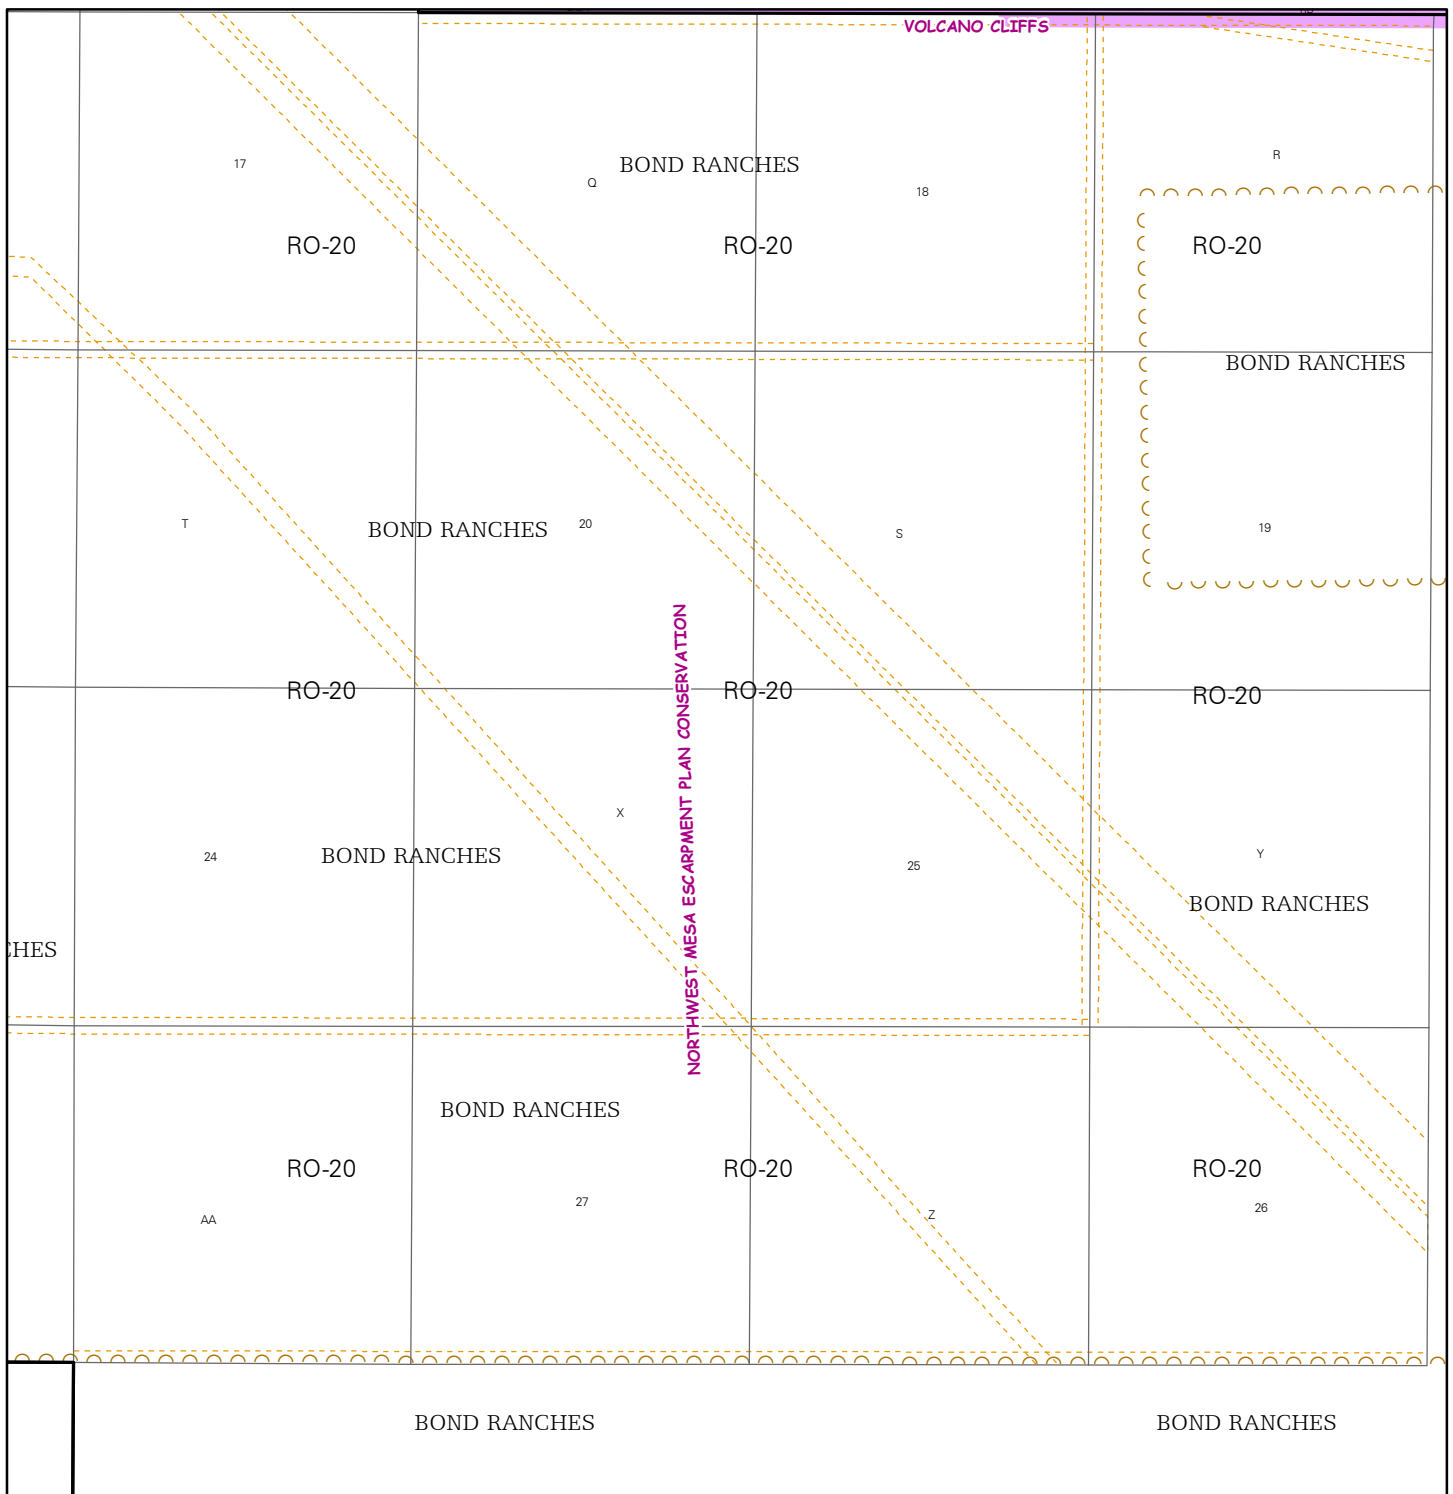 VOLCANO CLIFFS
17
Q
BOND RANCHES
18
R
RO-20
RO-20
RO-20
BOND RANCHES
T
BOND RANCHES
20
S
19
NORTHWEST MESA ESCARPMENT PLAN CONSERVATION
RO-20
RO-20
RO-20
X
24
BOND RANCHES
25
Y
BOND RANCHES
CHES
BOND RANCHES
RO-20
RO-20
RO-20
AA
27
Z
26
BOND RANCHES
BOND RANCHES